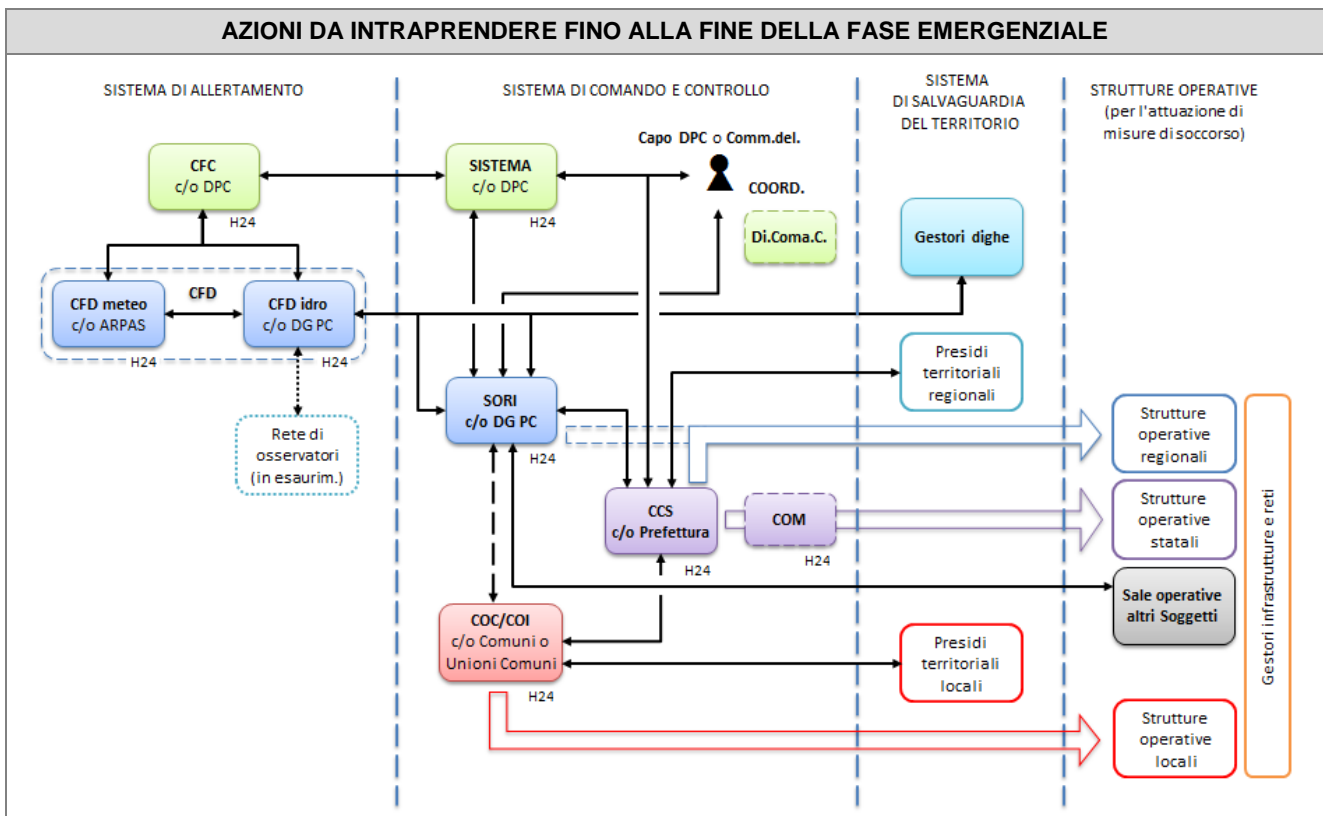 AZIONI DA INTRAPRENDERE FINO ALLA FINE DELLA FASE EMERGENZIALE
SISTEMA DI ALLERTAMENTO
SISTEMA DI COMANDO E CONTROLLO
SISTEMA
DI SALVAGUARDIA
DEL TERRITORIO
STRUTTURE OPERATIVE
(per l'attuazione di
misure di soccorso)
CFC
c/o DPC
H24
SISTEMA
c/o DPC
H24
Capo DPC o Comm.del.
COORD.
Di.Coma.C.
Gestori dighe
CFD meteo
c/o ARPAS
H24
CFD
CFD idro
c/o DG PC
H24
Rete di
osservatori
(in esaurim.)
SORI
c/o DG PC
H24
Presidi
territoriali
regionali
Strutture
operative
regionali
CCS
c/o Prefettura
H24
COM
H24
Strutture
operative
statali
Sale operative
altri Soggetti
COC/COI
c/o Comuni o
Unioni Comuni
H24
Presidi
territoriali
locali
Strutture
operative
locali
Gestori infrastrutture e reti